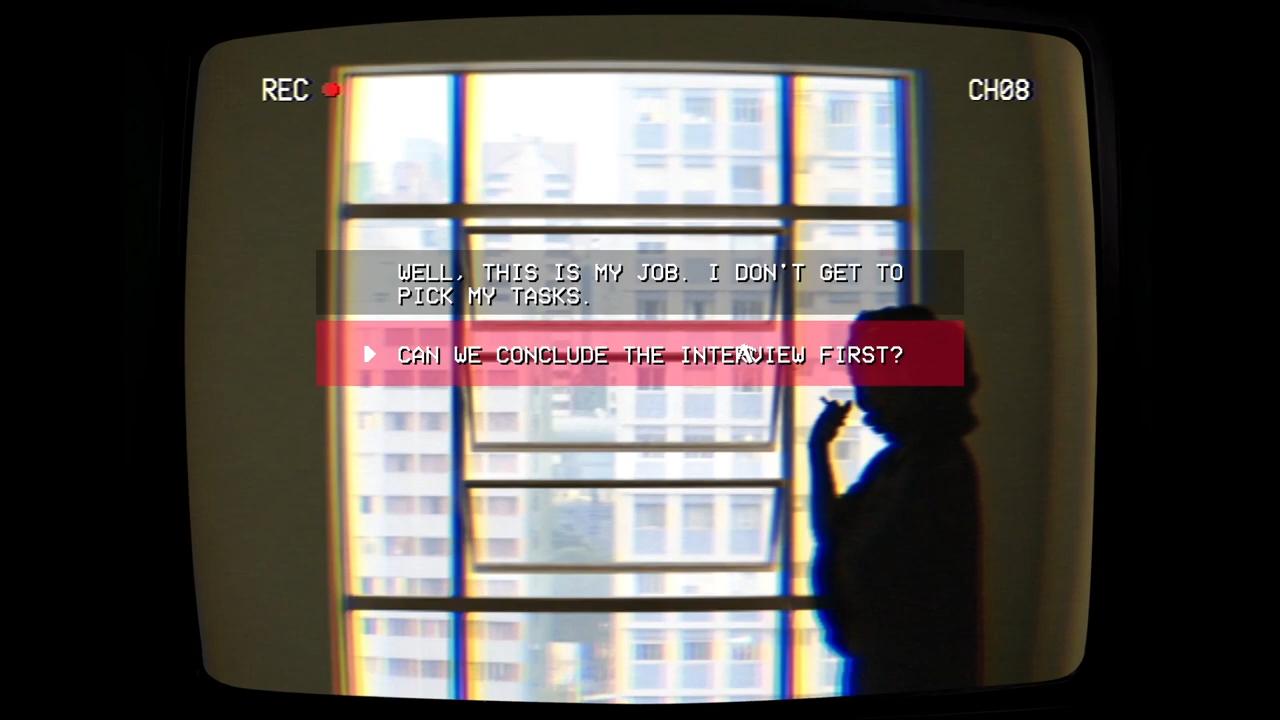 REC
CH08
WELL, THIS IS MY JOB. I DON'T GET TO
PICK MY TASKS.
CAN WE CONCLUDE THE INTERVIEW FIRST?